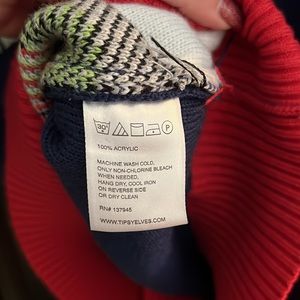 30°
P
100% ACRYLIC
MACHINE WASH COLD,
ONLY NON-CHLORINE BLEACH
WHEN NEEDED,
HANG DRY, COOL IRON
ON REVERSE SIDE
OR DRY CLEAN
RN# 137945
WWW.TIPSYELVES.COM